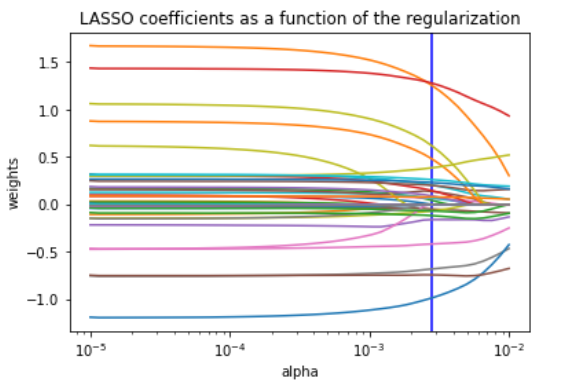 LASSO coefficients as a function of the regularization
1.5
1.0
0.5
0.0
−0.5
−1.0
weights
10⁻⁵ 10⁻⁴ 10⁻³ 10⁻²
alpha